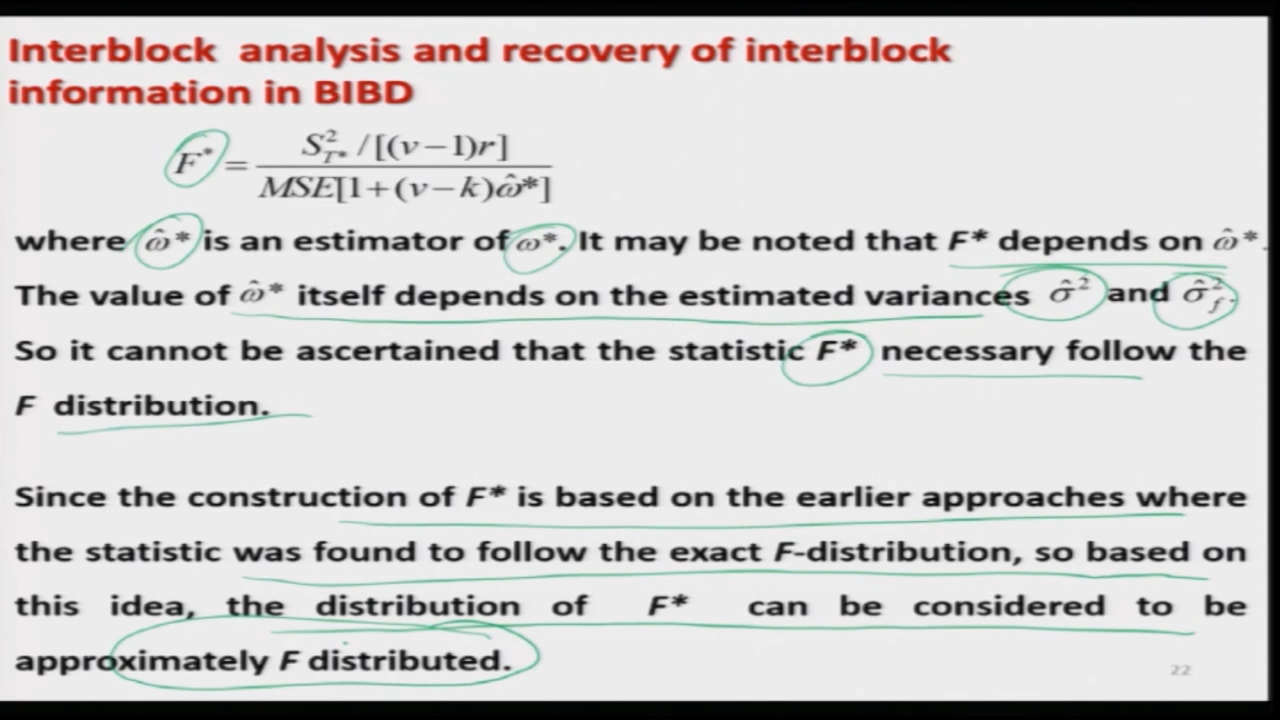 Interblock analysis and recovery of interblock
information in BIBD
F* = S²_T* / [(v−1)r]
MSE[1+(v−k)ω̂*]
where ω̂* is an estimator of ω*. It may be noted that F* depends on ω̂*.
The value of ω̂* itself depends on the estimated variances σ̂² and σ̂²_f.
So it cannot be ascertained that the statistic F* necessary follow the
F distribution.
Since the construction of F* is based on the earlier approaches where
the statistic was found to follow the exact F-distribution, so based on
this idea, the distribution of F* can be considered to be
approximately F distributed.
22